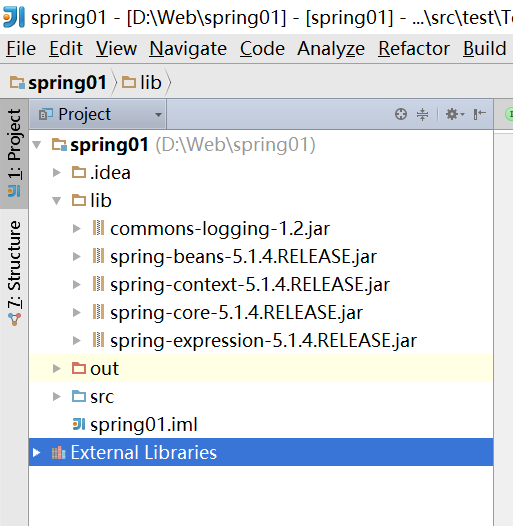 spring01 - [D:\Web\spring01] - [spring01] - ...\src\test\T
File Edit View Navigate Code Analyze Refactor Build
spring01 lib
1: Project
Project
spring01 (D:\Web\spring01)
.idea
lib
commons-logging-1.2.jar
spring-beans-5.1.4.RELEASE.jar
spring-context-5.1.4.RELEASE.jar
spring-core-5.1.4.RELEASE.jar
spring-expression-5.1.4.RELEASE.jar
out
src
spring01.iml
External Libraries
7: Structure